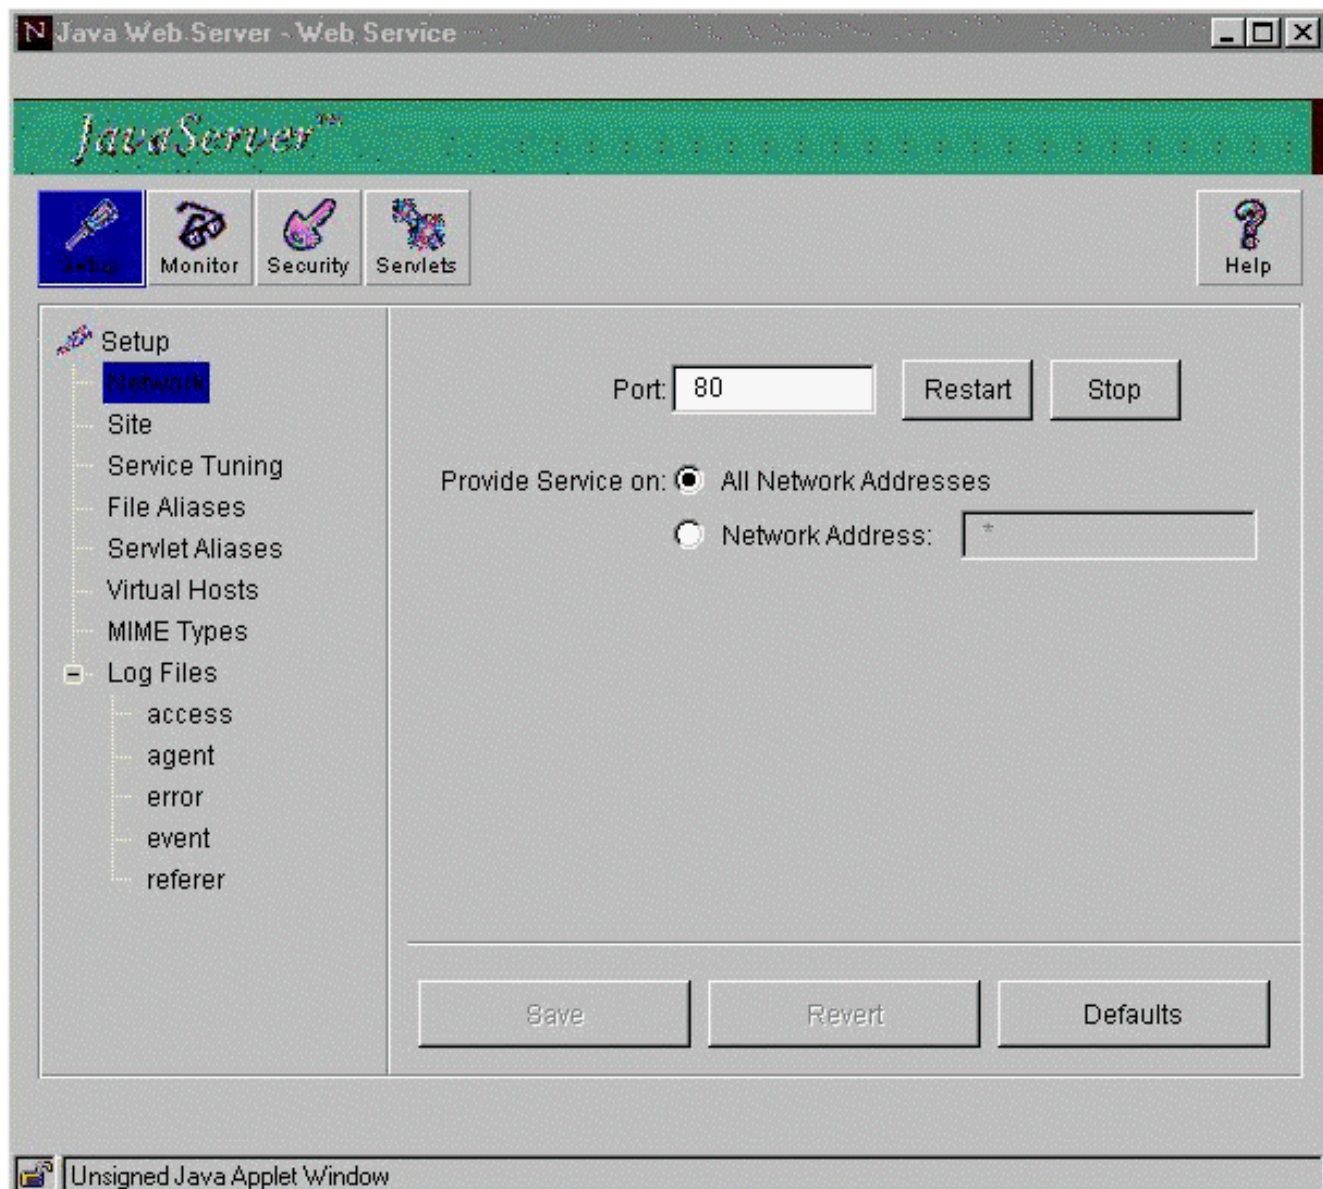 N Java Web Server - Web Service
JavaServer™
Setup
Monitor
Security
Servlets
Help
Setup
Network
Site
Service Tuning
File Aliases
Servlet Aliases
Virtual Hosts
MIME Types
Log Files
access
agent
error
event
referer
Port: 80
Restart
Stop
Provide Service on: All Network Addresses
Network Address: *
Save
Revert
Defaults
Unsigned Java Applet Window